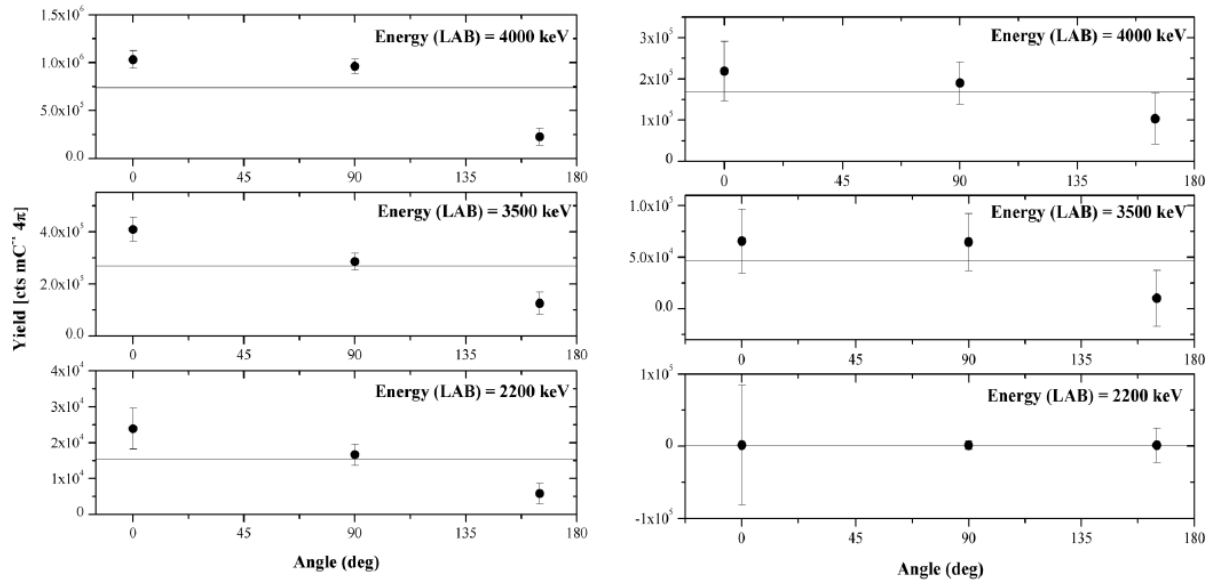 1.5x10⁶
1.0x10⁶
5.0x10⁵
0.0
Energy (LAB) = 4000 keV
0 45 90 135 180
4.0x10⁵
2.0x10⁵
0.0
Energy (LAB) = 3500 keV
0 45 90 135 180
4x10⁴
3x10⁴
2x10⁴
1x10⁴
0
Energy (LAB) = 2200 keV
0 45 90 135 180
Angle (deg)
Yield [cts mC⁻¹ 4π]
3x10⁵
2x10⁵
1x10⁵
0
Energy (LAB) = 4000 keV
0 45 90 135 180
1.0x10⁵
5.0x10⁴
0.0
Energy (LAB) = 3500 keV
0 45 90 135 180
1x10⁵
0
-1x10⁵
Energy (LAB) = 2200 keV
0 45 90 135 180
Angle (deg)